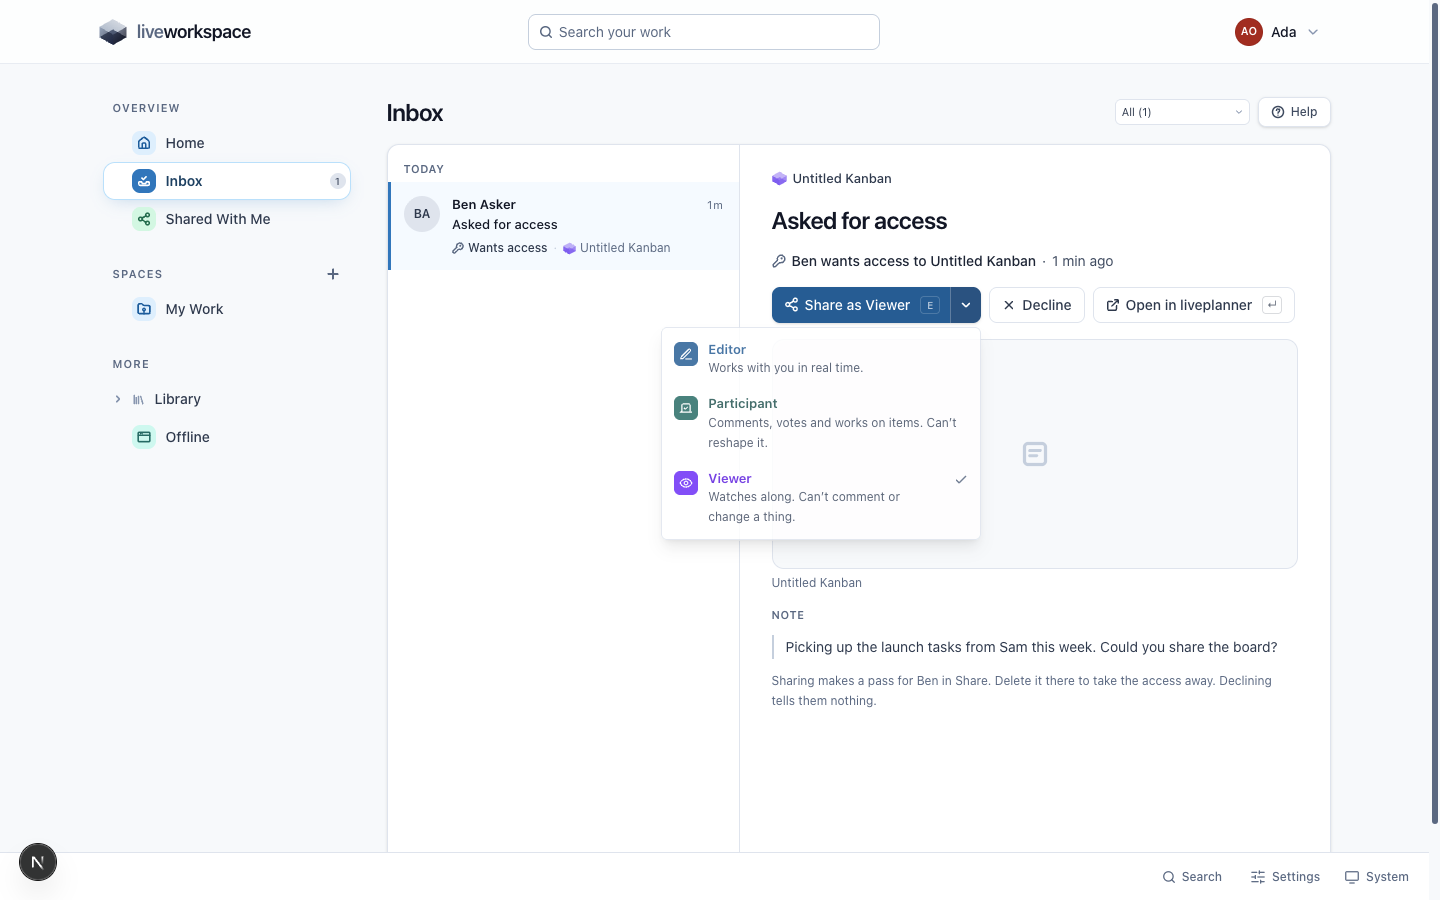 liveworkspace
Search your work
AO
Ada
OVERVIEW
Home
Inbox
1
Shared With Me
SPACES
My Work
MORE
Library
Offline
Inbox
All (1)
Help
TODAY
BA
Ben Asker
1m
Asked for access
Wants access · Untitled Kanban
Untitled Kanban
Asked for access
Ben wants access to Untitled Kanban · 1 min ago
Share as Viewer
E
Decline
Open in liveplanner
Editor
Works with you in real time.
Participant
Comments, votes and works on items. Can’t
reshape it.
Viewer
Watches along. Can’t comment or
change a thing.
Untitled Kanban
NOTE
Picking up the launch tasks from Sam this week. Could you share the board?
Sharing makes a pass for Ben in Share. Delete it there to take the access away. Declining
tells them nothing.
N
Search
Settings
System